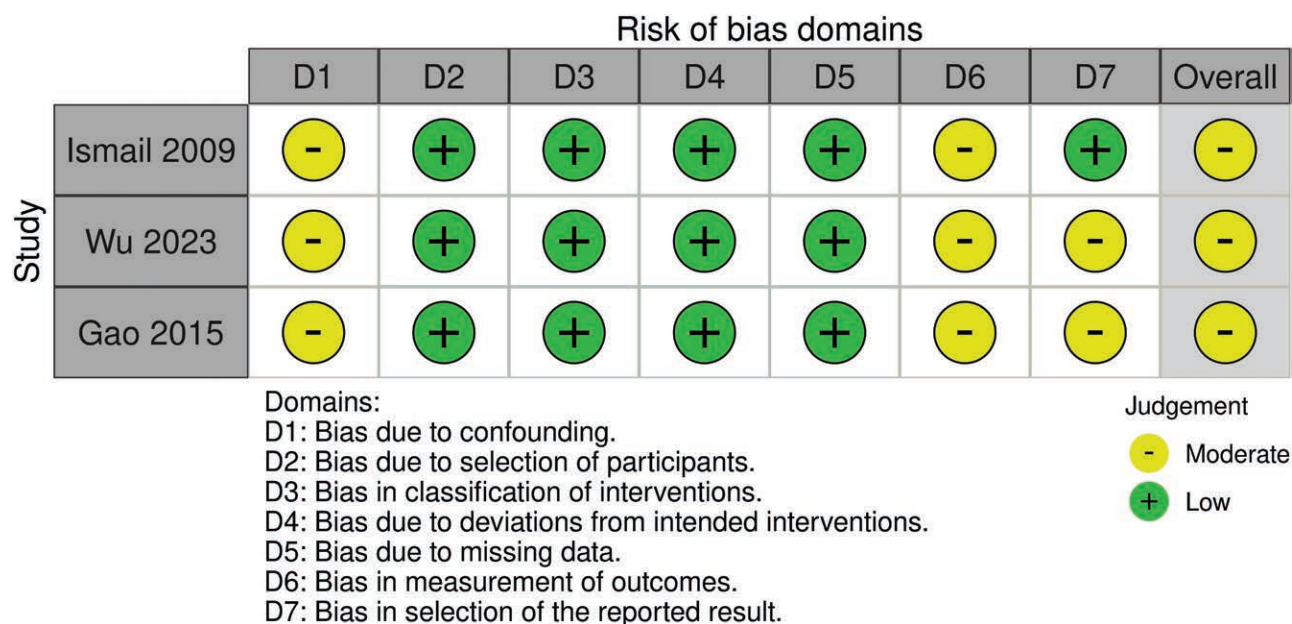 Risk of bias domains
D1 D2 D3 D4 D5 D6 D7 Overall
Study
Ismail 2009 - + + + + - + -
Wu 2023 - + + + + - - -
Gao 2015 - + + + + - - -
Domains:
D1: Bias due to confounding.
D2: Bias due to selection of participants.
D3: Bias in classification of interventions.
D4: Bias due to deviations from intended interventions.
D5: Bias due to missing data.
D6: Bias in measurement of outcomes.
D7: Bias in selection of the reported result.
Judgement
- Moderate
+ Low